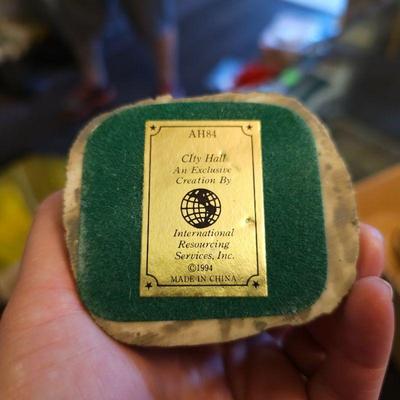 AH84
CIty Hall
An Exclusive
Creation By
International
Resourcing
Services, Inc.
©1994
MADE IN CHINA